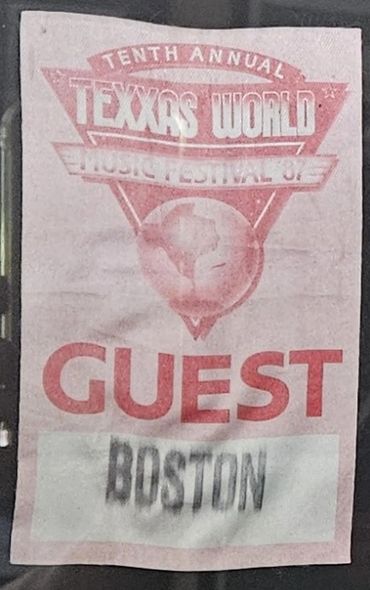 TENTH ANNUAL
TEXXAS WORLD
MUSIC FESTIVAL '87
GUEST
BOSTON